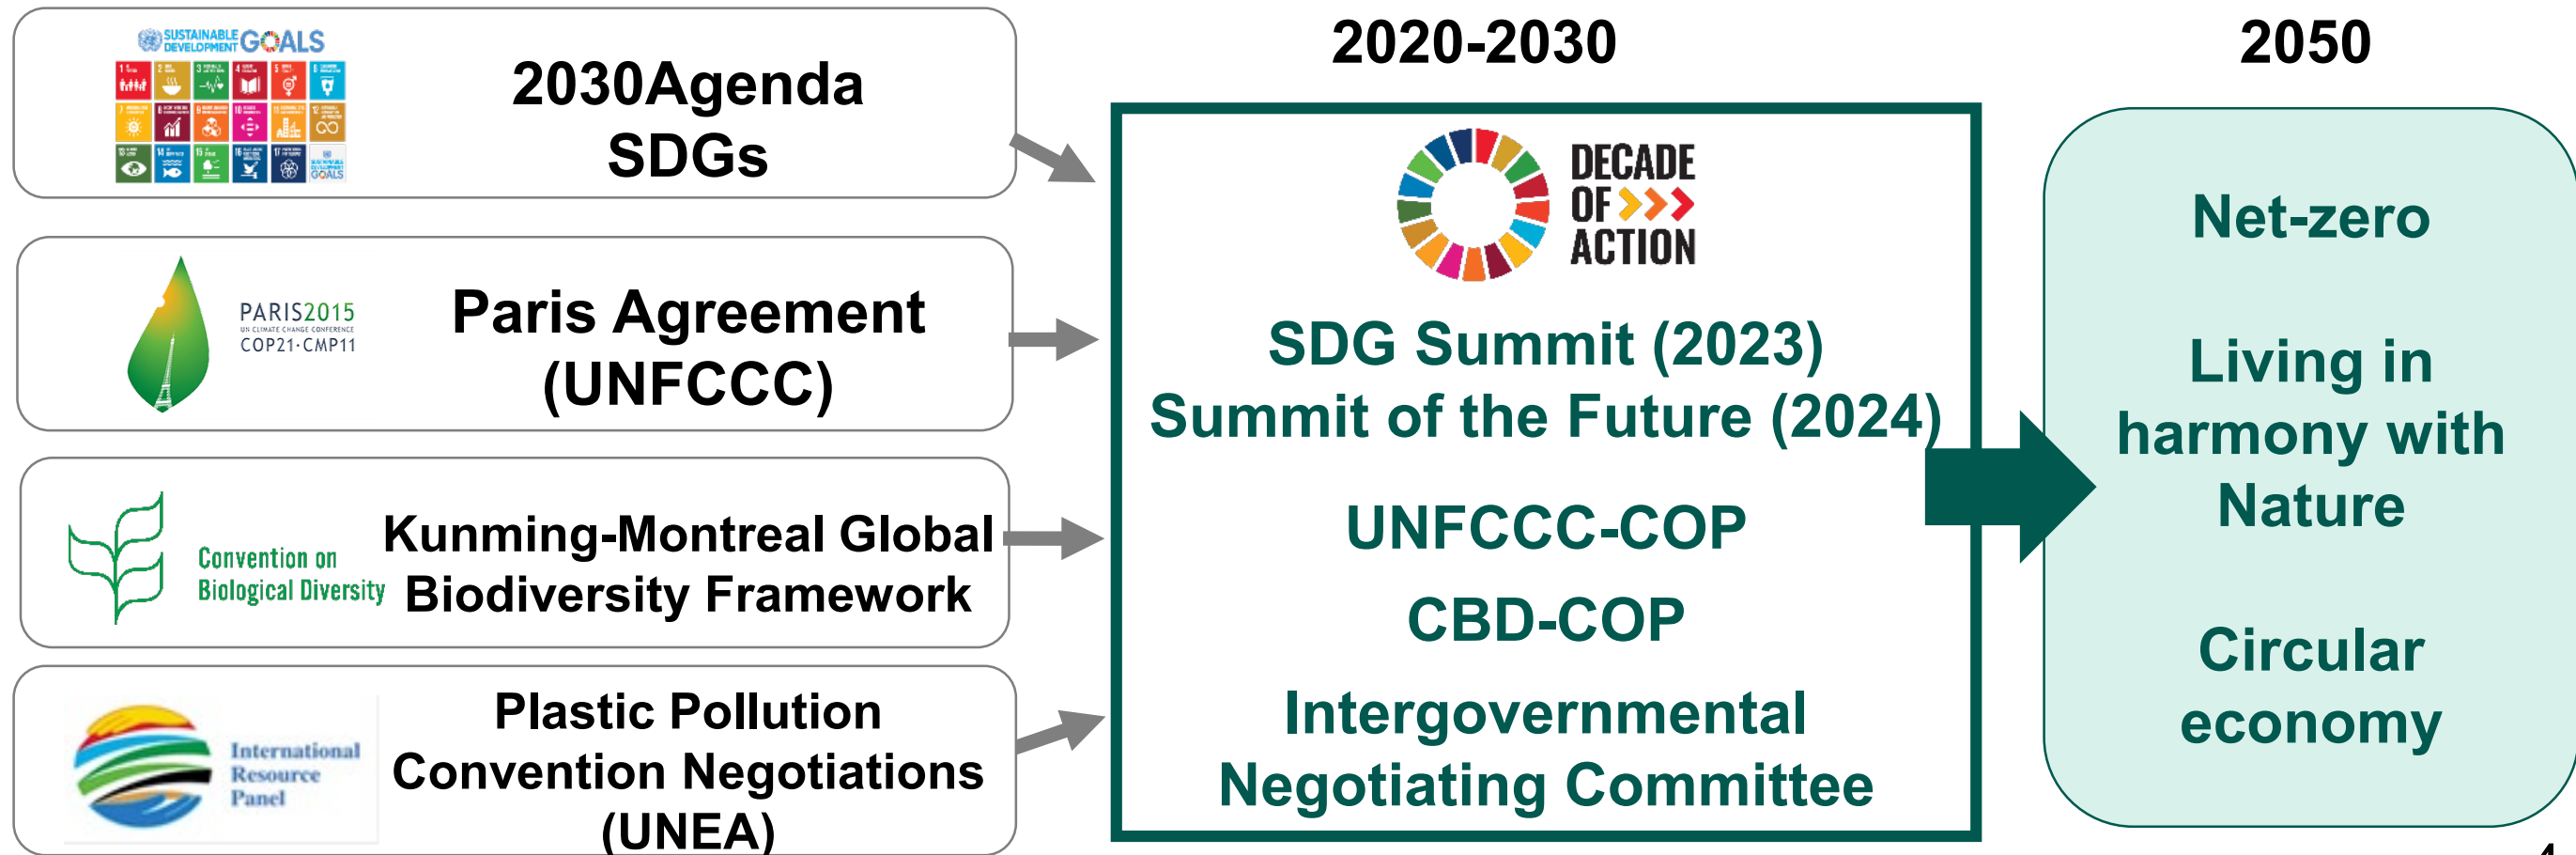 SUSTAINABLE
DEVELOPMENT GOALS
2030Agenda
SDGs
PARIS2015
UN CLIMATE CHANGE CONFERENCE
COP21·CMP11
Paris Agreement
(UNFCCC)
Convention on
Biological Diversity
Kunming-Montreal Global
Biodiversity Framework
International
Resource
Panel
Plastic Pollution
Convention Negotiations
(UNEA)
2020-2030
DECADE
OF
ACTION
SDG Summit (2023)
Summit of the Future (2024)
UNFCCC-COP
CBD-COP
Intergovernmental
Negotiating Committee
2050
Net-zero
Living in
harmony with
Nature
Circular
economy